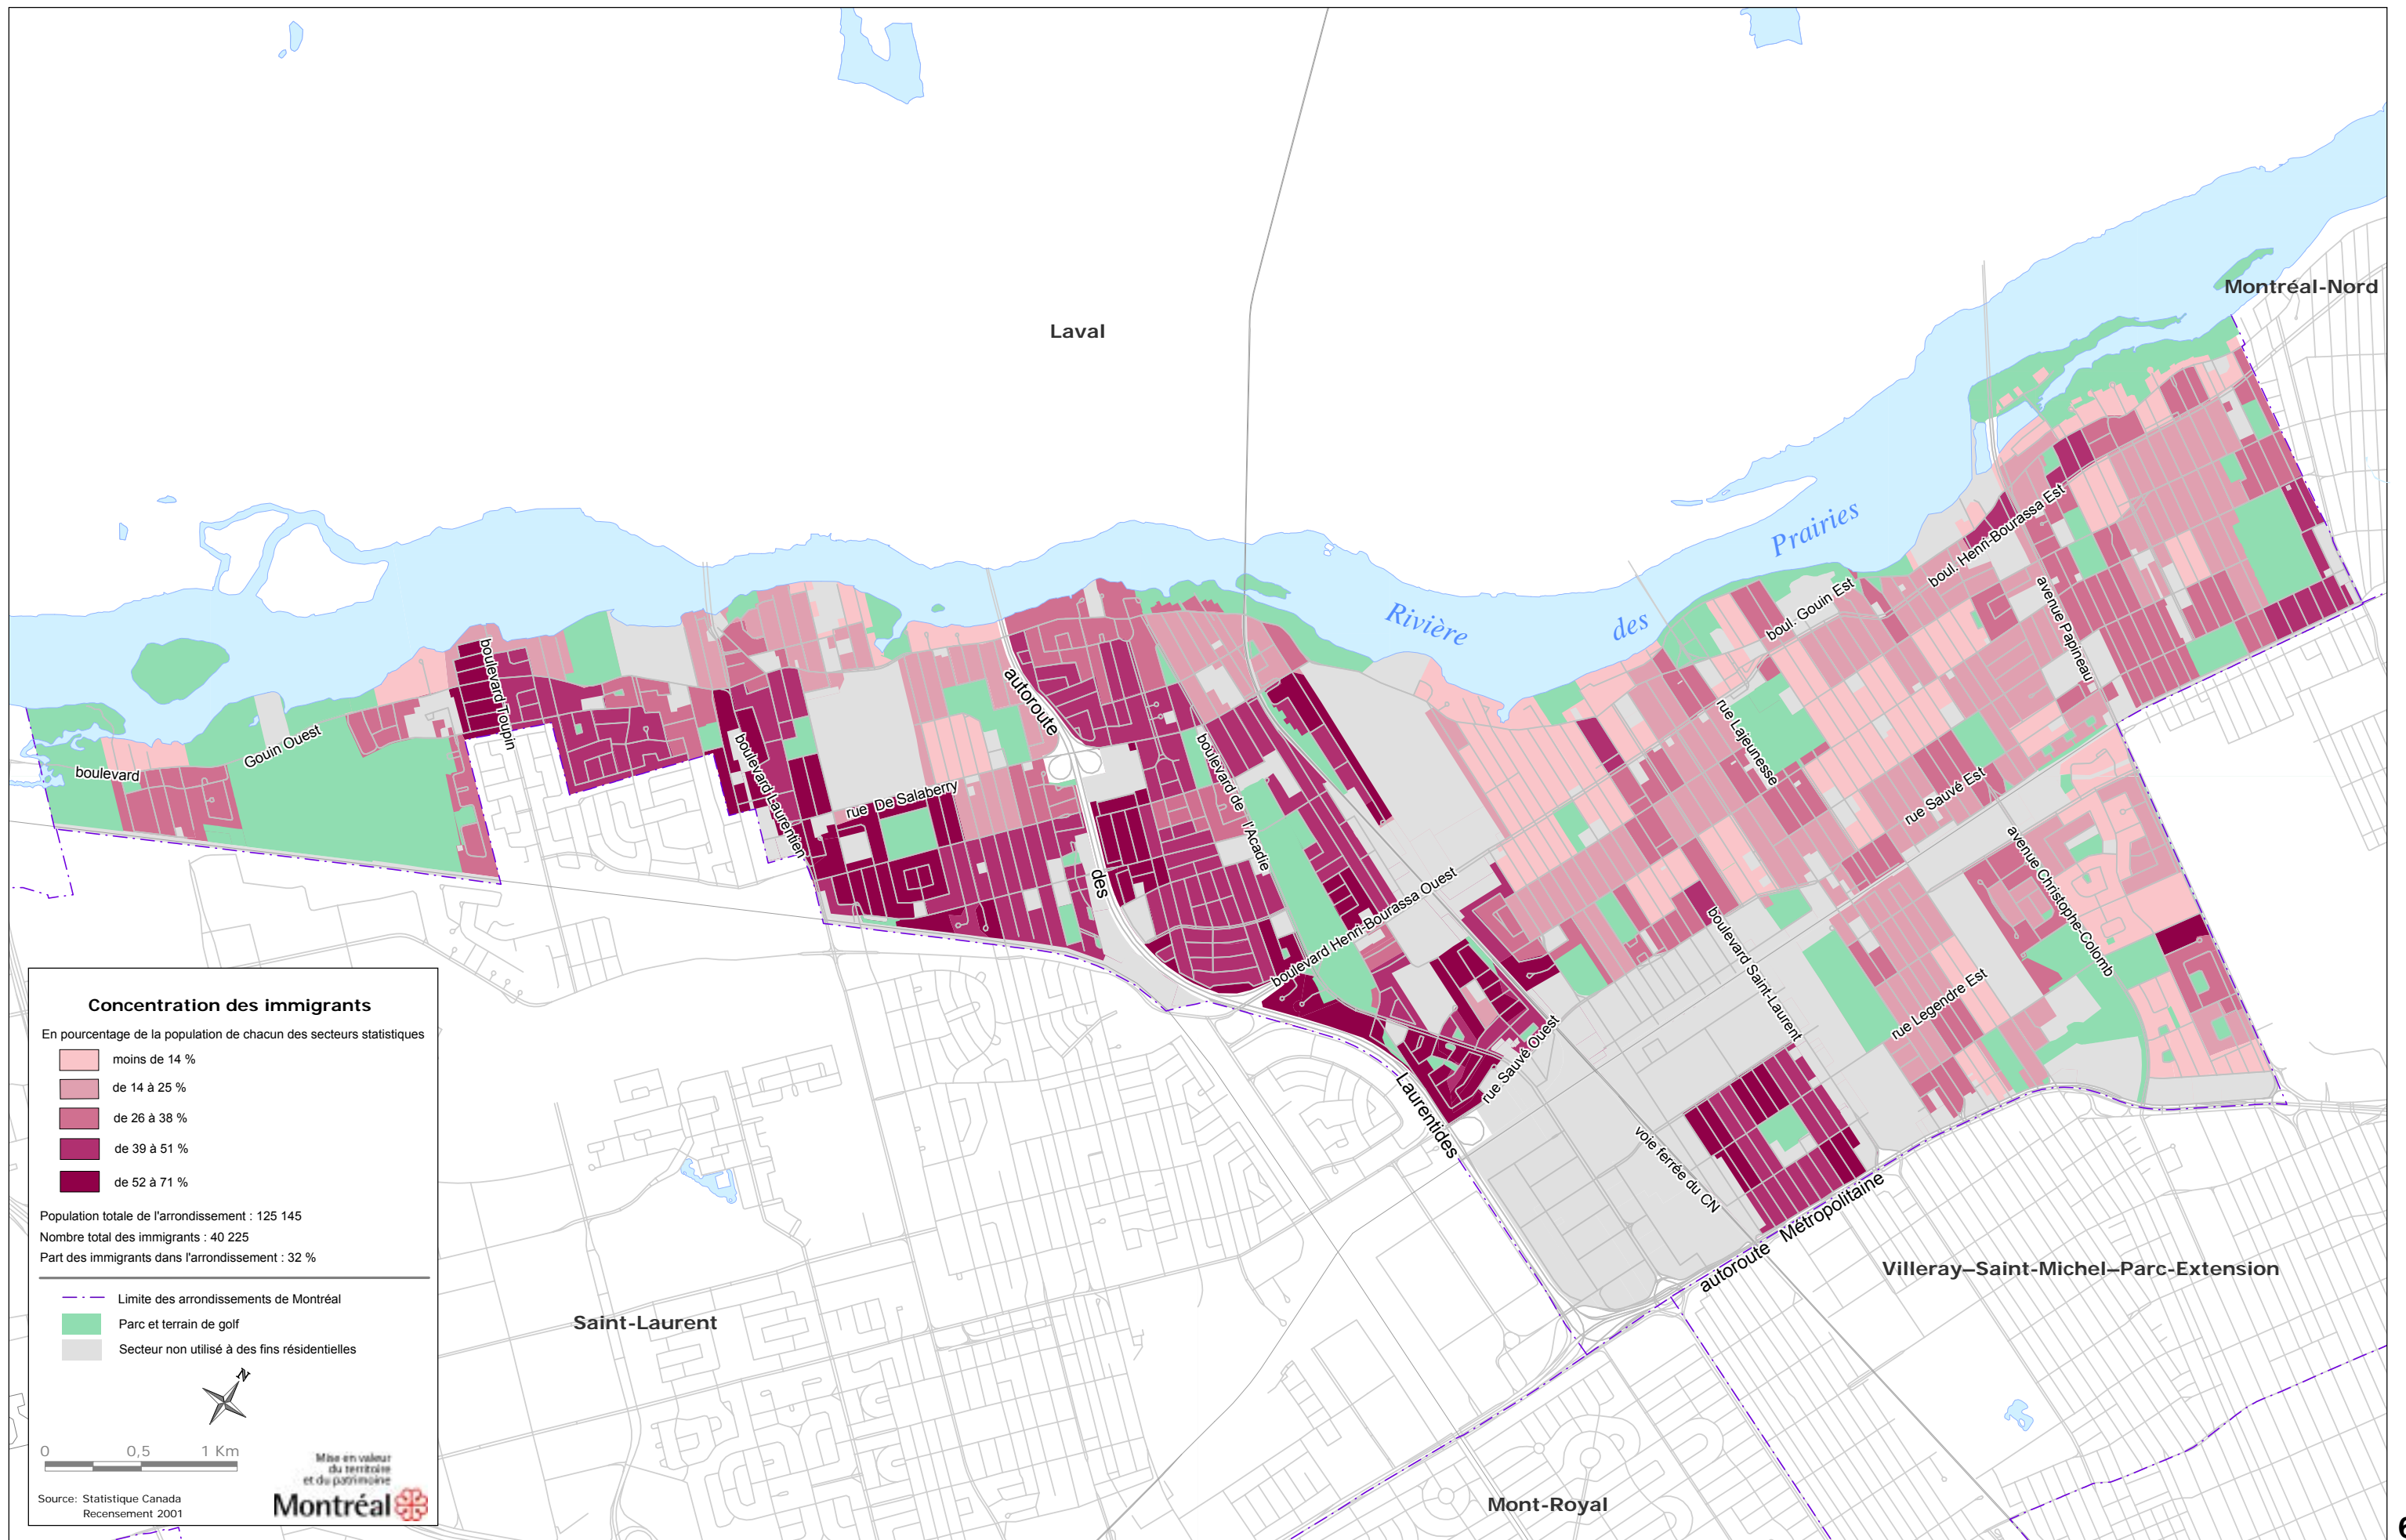 Montréal-Nord
Laval
Rivière
des
Prairies
boul. Henri-Bourassa Est
boul. Gouin Est
avenue Papineau
boulevard Toupin
Gouin Ouest
boulevard
autoroute
boulevard Laurentien
rue De Salaberry
boulevard de
l'Acadie
rue Lajeunesse
rue Sauvé Est
des
boulevard Henri-Bourassa Ouest
avenue Christophe-Colomb
boulevard Saint-Laurent
rue Legendre Est
rue Sauvé Ouest
Laurentides
voie ferrée du CN
autoroute Métropolitaine
Villeray–Saint-Michel–Parc-Extension
Saint-Laurent
Mont-Royal
Concentration des immigrants
En pourcentage de la population de chacun des secteurs statistiques
moins de 14 %
de 14 à 25 %
de 26 à 38 %
de 39 à 51 %
de 52 à 71 %
Population totale de l'arrondissement : 125 145
Nombre total des immigrants : 40 225
Part des immigrants dans l'arrondissement : 32 %
Limite des arrondissements de Montréal
Parc et terrain de golf
Secteur non utilisé à des fins résidentielles
N
0 0,5 1 Km
Mise en valeur
du territoire
et du patrimoine
Montréal
Source: Statistique Canada
Recensement 2001